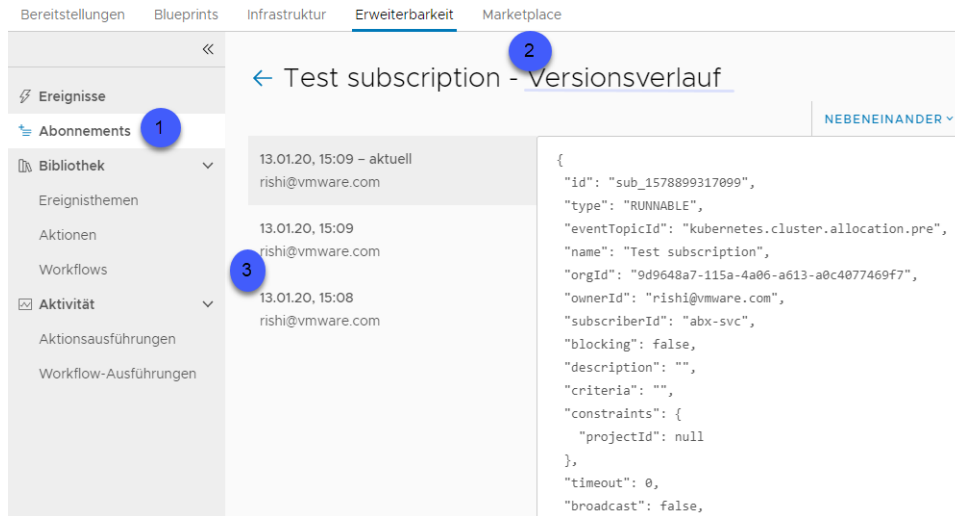 Bereitstellungen Blueprints Infrastruktur Erweiterbarkeit Marketplace
«
2
← Test subscription - Versionsverlauf
Ereignisse
Abonnements 1
Bibliothek
Ereignisthemen
Aktionen
Workflows
Aktivität
Aktionsausführungen
Workflow-Ausführungen
NEBENEINANDER
13.01.20, 15:09 – aktuell
rishi@vmware.com
13.01.20, 15:09
rishi@vmware.com
3
13.01.20, 15:08
rishi@vmware.com
{
"id": "sub_1578899317099",
"type": "RUNNABLE",
"eventTopicId": "kubernetes.cluster.allocation.pre",
"name": "Test subscription",
"orgId": "9d9648a7-115a-4a06-a613-a0c4077469f7",
"ownerId": "rishi@vmware.com",
"subscriberId": "abx-svc",
"blocking": false,
"description": "",
"criteria": "",
"constraints": {
"projectId": null
},
"timeout": 0,
"broadcast": false,